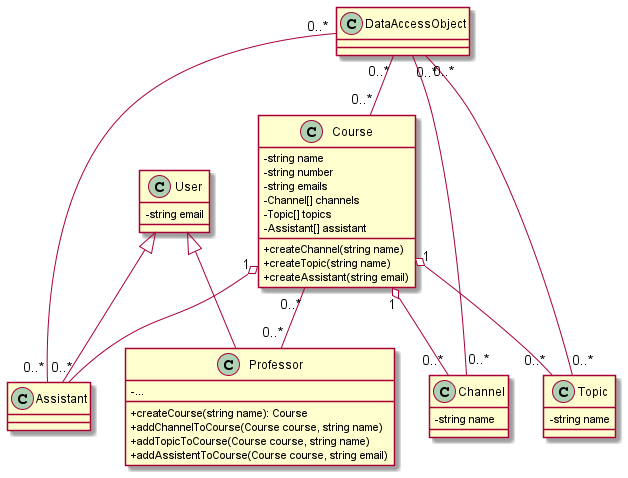 C DataAccessObject
0..*
0..*
0..*
0..*
0..*
C Course
-string name
-string number
-string emails
-Channel[] channels
-Topic[] topics
-Assistant[] assistant
+createChannel(string name)
+createTopic(string name)
+createAssistant(string email)
C User
-string email
1
1
1
0..*
0..*
0..*
0..*
0..*
0..*
0..*
0..*
C Professor
-...
+createCourse(string name): Course
+addChannelToCourse(Course course, string name)
+addTopicToCourse(Course course, string name)
+addAssistentToCourse(Course course, string email)
C Assistant
C Channel
-string name
C Topic
-string name